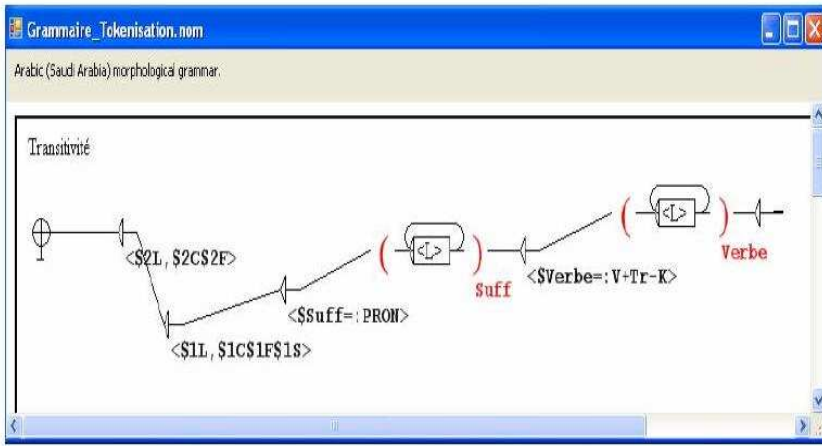 Grammaire_Tokenisation.nom
Arabic (Saudi Arabia) morphological grammar.
Transitivité
<$2L,$2C$2F>
<$1L,$1C$1F$1S>
<$Suff=:PRON>
(<L>)
Suff
<$Verbe=:V+Tr-K>
(<L>)
Verbe